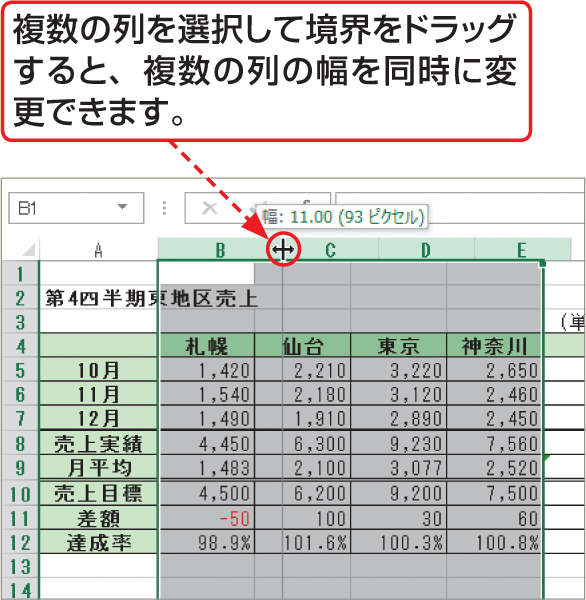 複数の列を選択して境界をドラッグ
すると、複数の列の幅を同時に変
更できます。
B1
幅: 11.00 (93 ピクセル)
A B C D E
1
2 第4四半期東地区売上
3 (単
4 札幌 仙台 東京 神奈川
5 10月 1,420 2,210 3,220 2,650
6 11月 1,540 2,180 3,120 2,460
7 12月 1,490 1,910 2,890 2,450
8 売上実績 4,450 6,300 9,230 7,560
9 月平均 1,483 2,100 3,077 2,520
10 売上目標 4,500 6,200 9,200 7,500
11 差額 -50 100 30 60
12 達成率 98.9% 101.6% 100.3% 100.8%
13
14